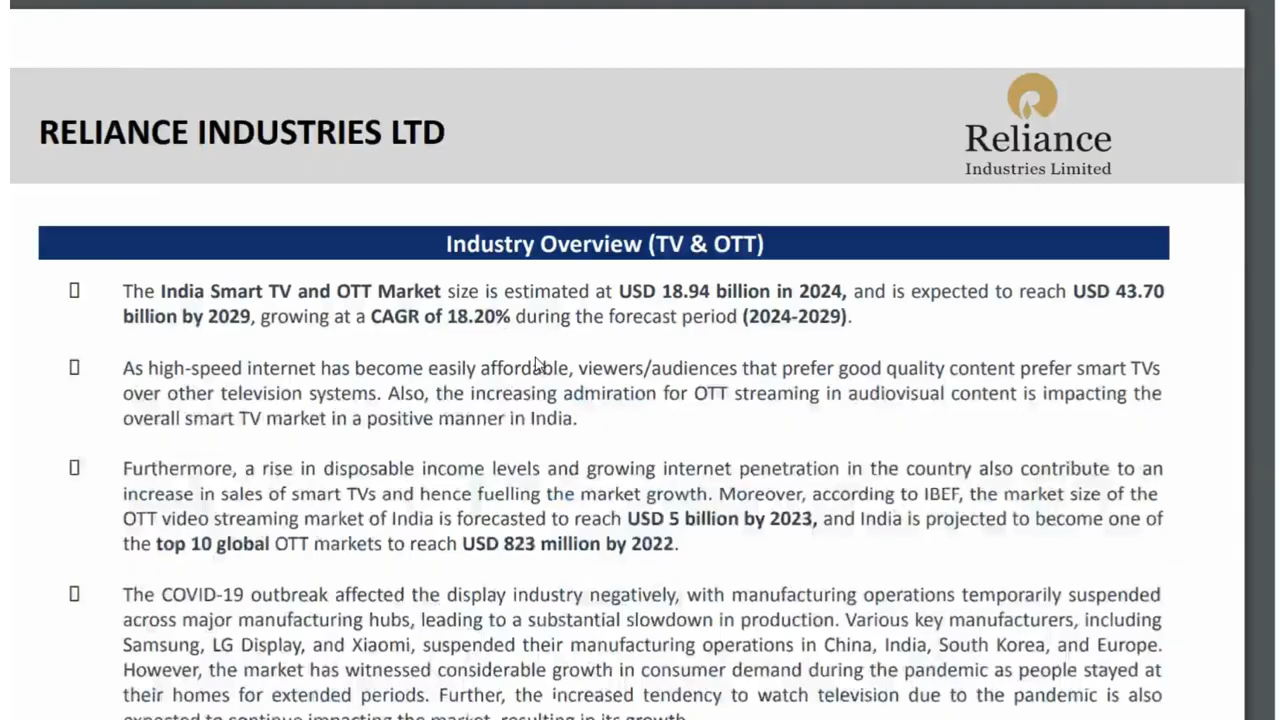 RELIANCE INDUSTRIES LTD
Reliance
Industries Limited
Industry Overview (TV & OTT)
The India Smart TV and OTT Market size is estimated at USD 18.94 billion in 2024, and is expected to reach USD 43.70
billion by 2029, growing at a CAGR of 18.20% during the forecast period (2024-2029).
As high-speed internet has become easily affordable, viewers/audiences that prefer good quality content prefer smart TVs
over other television systems. Also, the increasing admiration for OTT streaming in audiovisual content is impacting the
overall smart TV market in a positive manner in India.
Furthermore, a rise in disposable income levels and growing internet penetration in the country also contribute to an
increase in sales of smart TVs and hence fuelling the market growth. Moreover, according to IBEF, the market size of the
OTT video streaming market of India is forecasted to reach USD 5 billion by 2023, and India is projected to become one of
the top 10 global OTT markets to reach USD 823 million by 2022.
The COVID-19 outbreak affected the display industry negatively, with manufacturing operations temporarily suspended
across major manufacturing hubs, leading to a substantial slowdown in production. Various key manufacturers, including
Samsung, LG Display, and Xiaomi, suspended their manufacturing operations in China, India, South Korea, and Europe.
However, the market has witnessed considerable growth in consumer demand during the pandemic as people stayed at
their homes for extended periods. Further, the increased tendency to watch television due to the pandemic is also
expected to continue impacting the market, resulting in its growth.